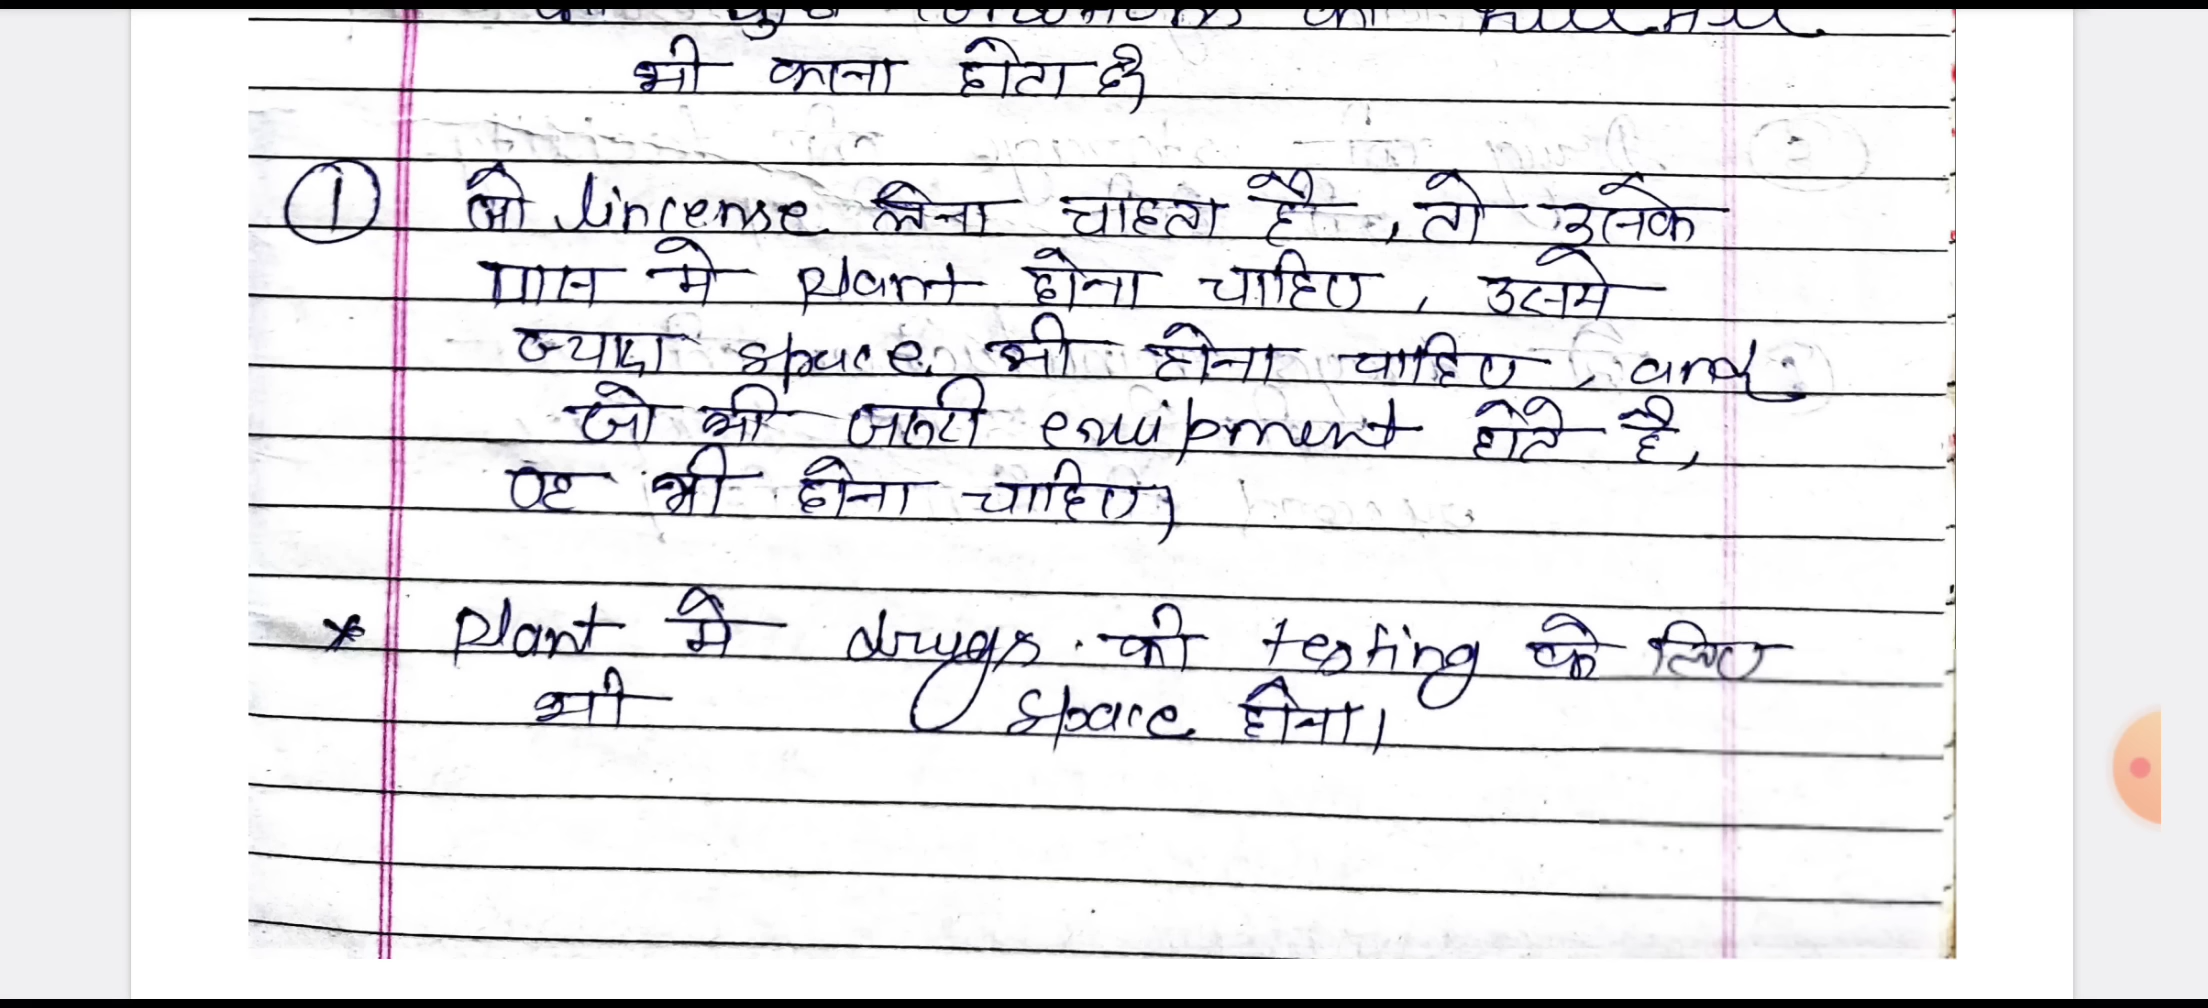 भी करना होता है
① जो lincense लेना चाहता है, तो उसके
पास मे plant होना चाहिए, उसमे
ज्यादा space भी होना चाहिए, and
जो भी जरुरी equipment होते है,
वह भी होना चाहिए।
* plant मे drugs की testing के लिए
भी space होना।